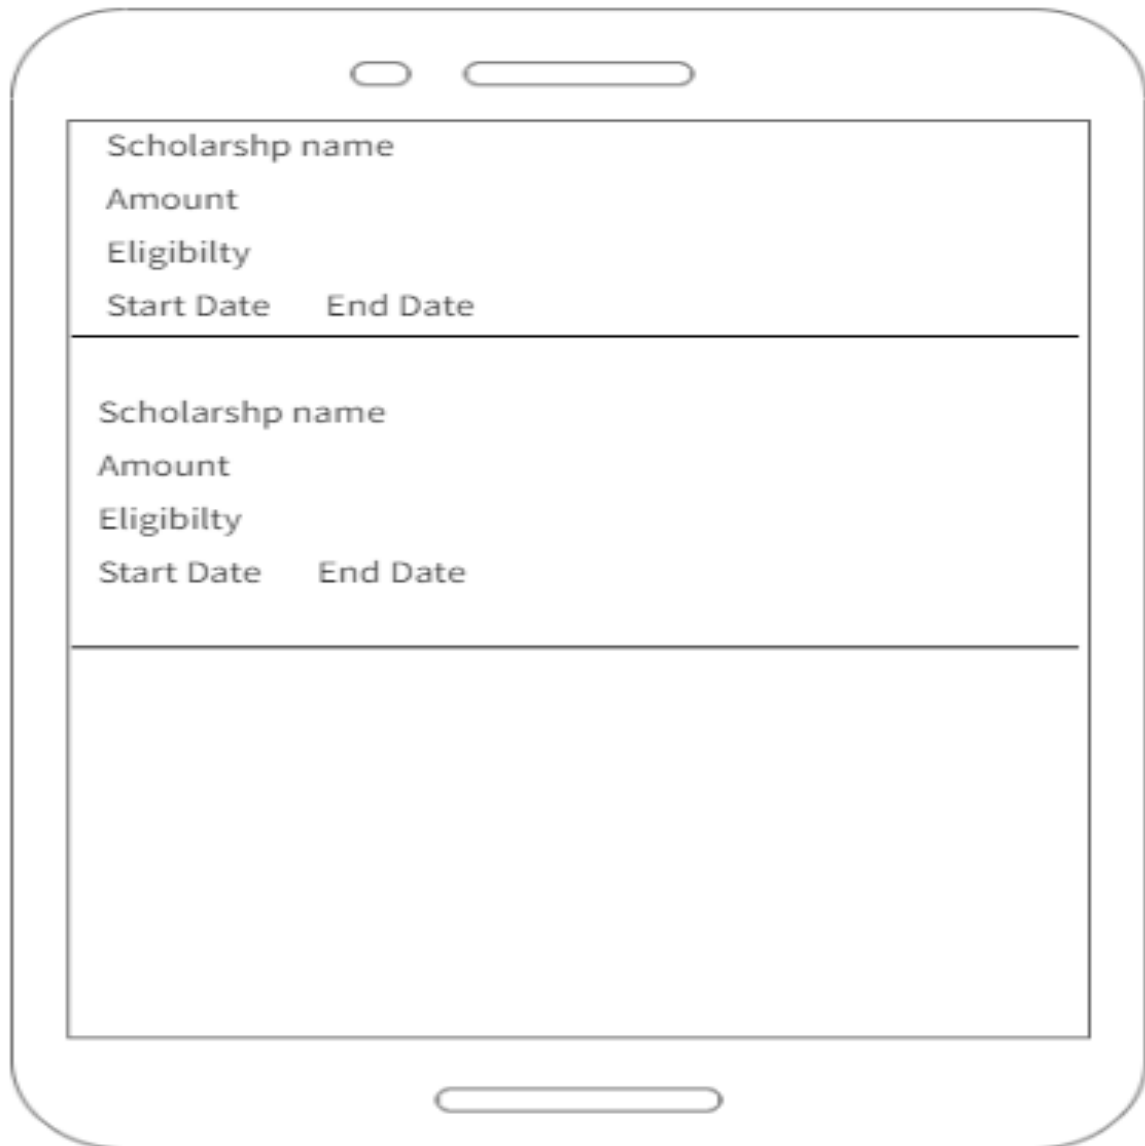 Scholarshp name
Amount
Eligibilty
Start Date End Date
Scholarshp name
Amount
Eligibilty
Start Date End Date